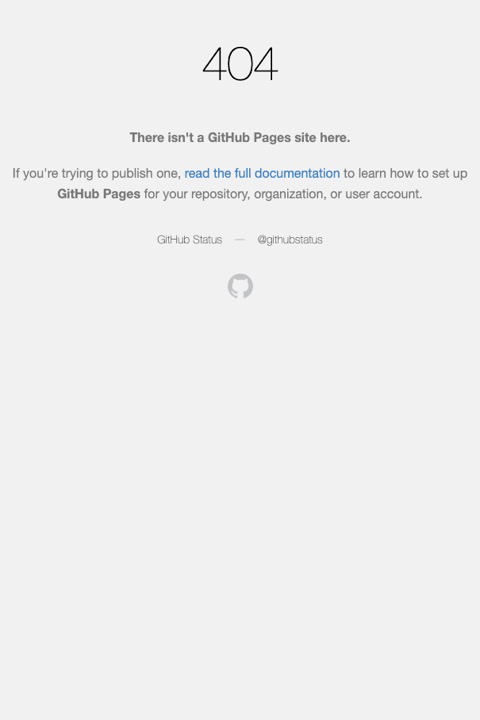 404
There isn't a GitHub Pages site here.
If you're trying to publish one, read the full documentation to learn how to set up
GitHub Pages for your repository, organization, or user account.
GitHub Status — @githubstatus